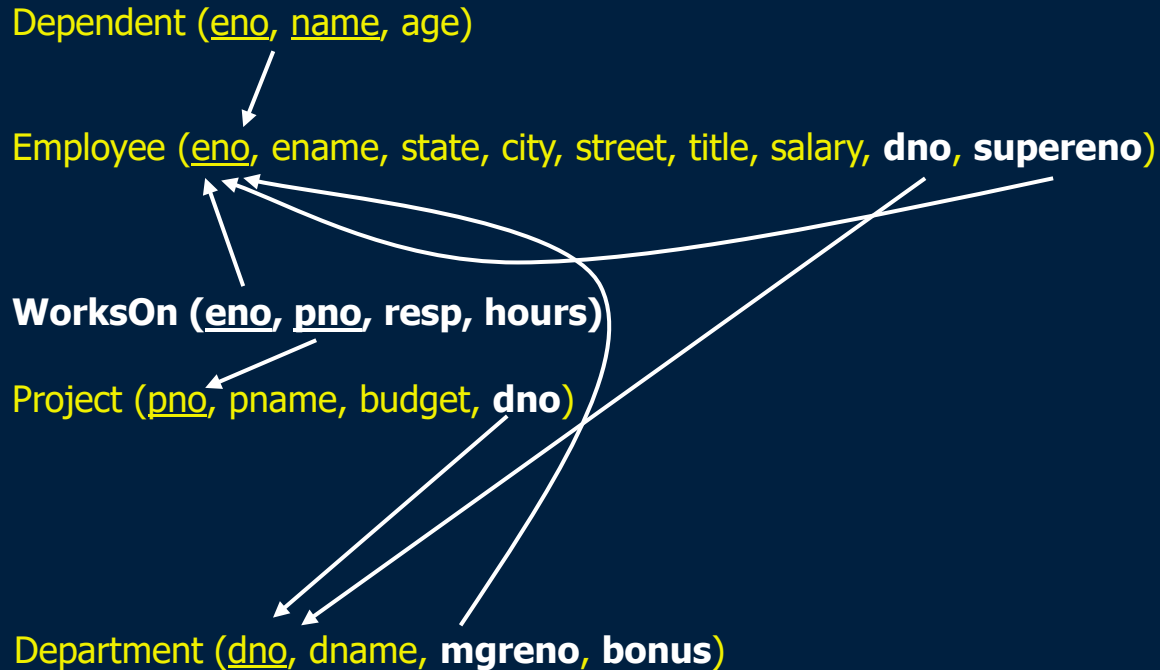 Dependent (eno, name, age)
Employee (eno, ename, state, city, street, title, salary, dno, supereno)
WorksOn (eno, pno, resp, hours)
Project (pno, pname, budget, dno)
Department (dno, dname, mgreno, bonus)